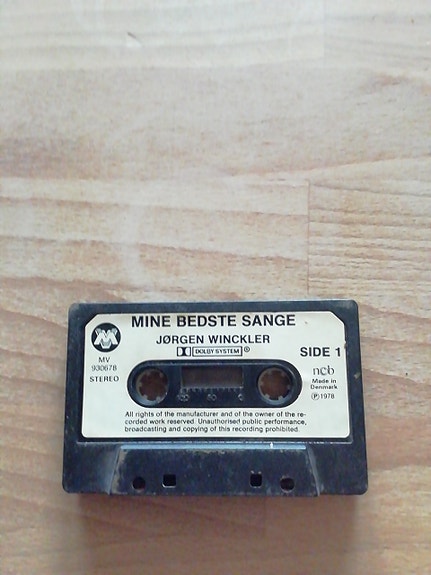 MINE BEDSTE SANGE
JØRGEN WINCKLER
DOLBY SYSTEM ®
SIDE 1
MV
930678
STEREO
ncb
Made in
Denmark
Ⓟ 1978
All rights of the manufacturer and of the owner of the re-
corded work reserved. Unauthorised public performance,
broadcasting and copying of this recording prohibited.